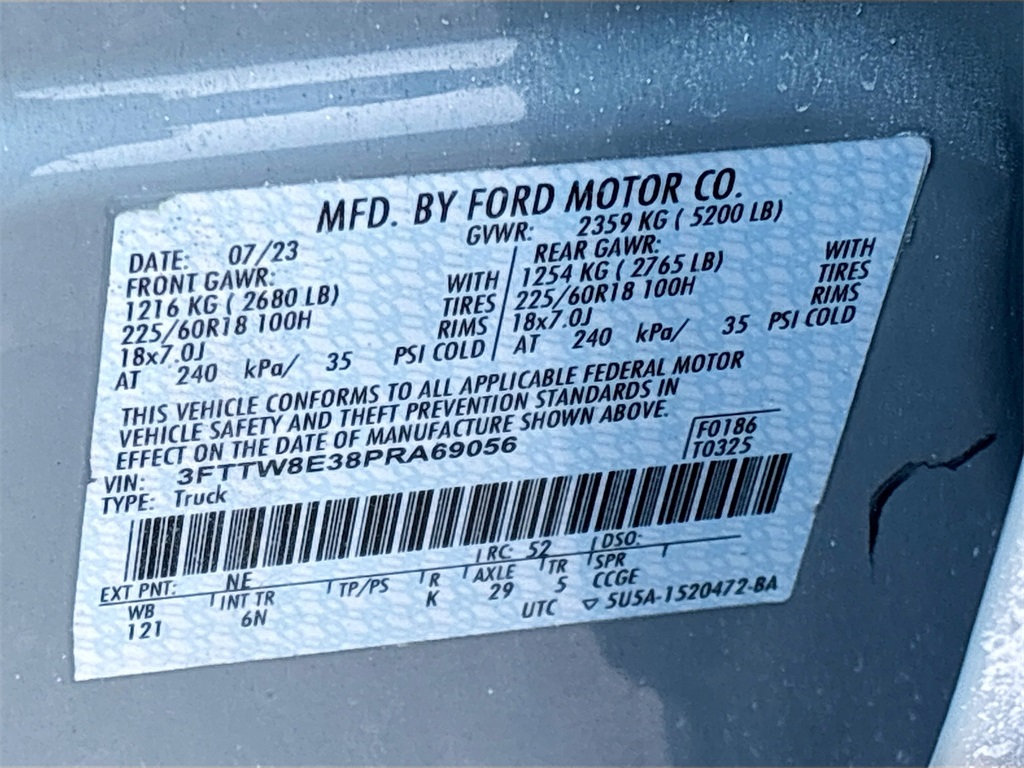 MFD. BY FORD MOTOR CO.
DATE: 07/23 GVWR: 2359 KG ( 5200 LB)
FRONT GAWR: REAR GAWR:
1216 KG ( 2680 LB) WITH 1254 KG ( 2765 LB) WITH
225/60R18 100H TIRES 225/60R18 100H TIRES
18x7.0J RIMS 18x7.0J RIMS
AT 240 kPa/ 35 PSI COLD AT 240 kPa/ 35 PSI COLD
THIS VEHICLE CONFORMS TO ALL APPLICABLE FEDERAL MOTOR
VEHICLE SAFETY AND THEFT PREVENTION STANDARDS IN
EFFECT ON THE DATE OF MANUFACTURE SHOWN ABOVE.
VIN: 3FTTW8E38PRA69056 F0186
TYPE: Truck T0325
EXT PNT: NE RC: 52 DSO:
WB INT TR TP/PS R AXLE TR SPR
121 6N K 29 5 CCGE
UTC ▽ 5U5A-1520472-BA